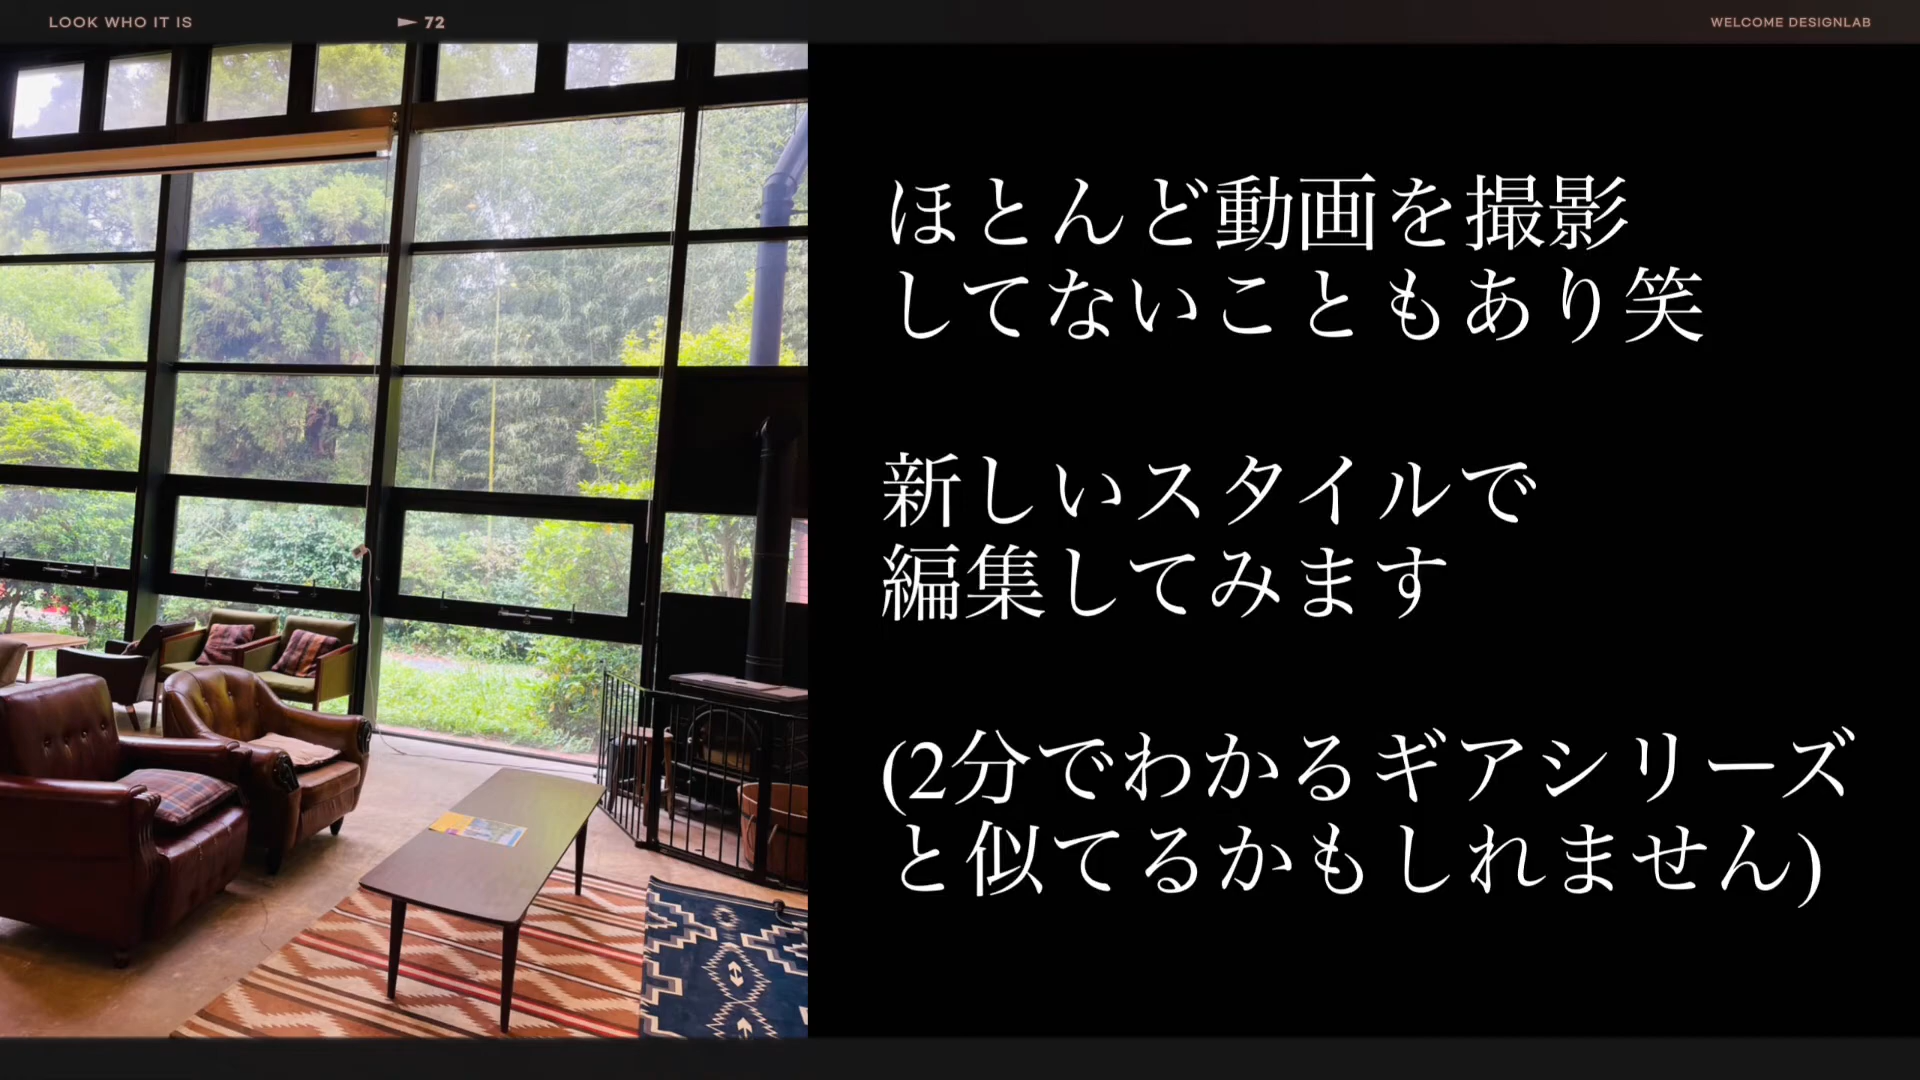 LOOK WHO IT IS
72
WELCOME DESIGNLAB
ほとんど動画を撮影
してないこともあり笑
新しいスタイルで
編集してみます
(2分でわかるギアシリーズ
と似てるかもしれません)